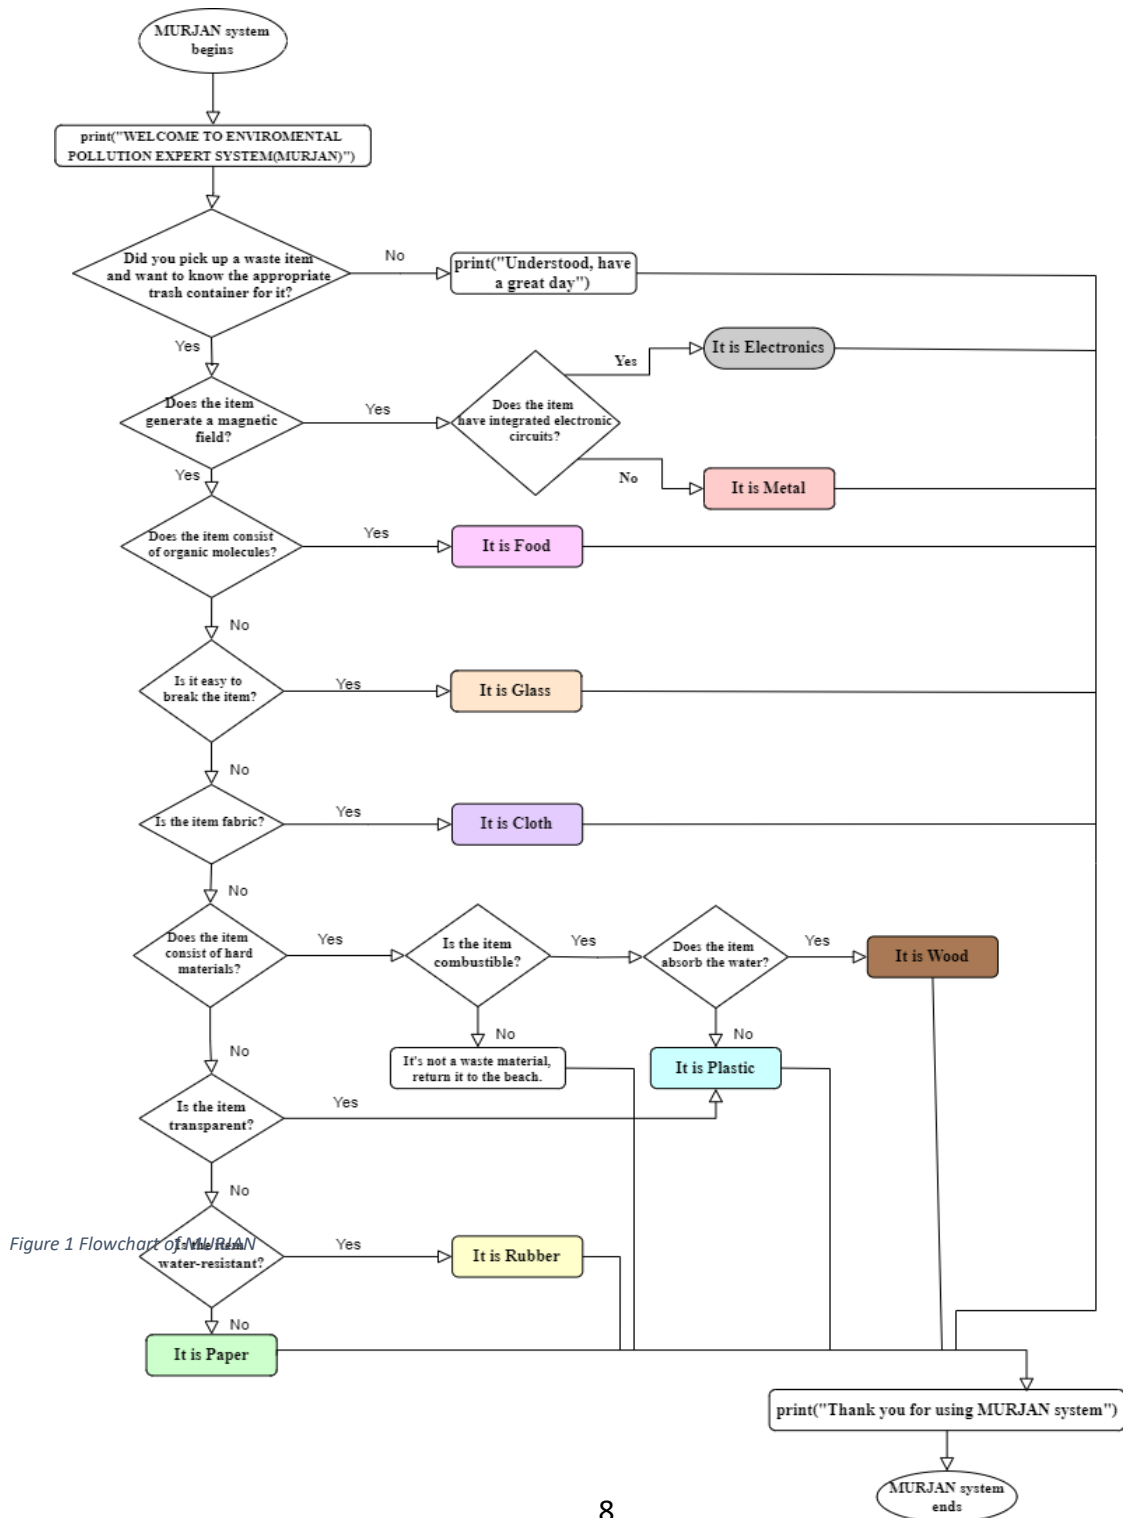 MURJAN system
begins
print("WELCOME TO ENVIROMENTAL
POLLUTION EXPERT SYSTEM(MURJAN)")
Did you pick up a waste item
and want to know the appropriate
trash container for it?
No
print("Understood, have
a great day")
Yes
Does the item
generate a magnetic
field?
Yes
Does the item
have integrated electronic
circuits?
Yes
It is Electronics
No
It is Metal
Yes
Does the item consist
of organic molecules?
Yes
It is Food
No
Is it easy to
break the item?
Yes
It is Glass
No
Is the item fabric?
Yes
It is Cloth
No
Does the item
consist of hard
materials?
Yes
Is the item
combustible?
Yes
Does the item
absorb the water?
Yes
It is Wood
No
It's not a waste material,
return it to the beach.
No
It is Plastic
No
Is the item
transparent?
Yes
No
Figure 1 Flowchart of MURJAN
Is the item
water-resistant?
Yes
It is Rubber
No
It is Paper
print("Thank you for using MURJAN system")
MURJAN system
ends
8